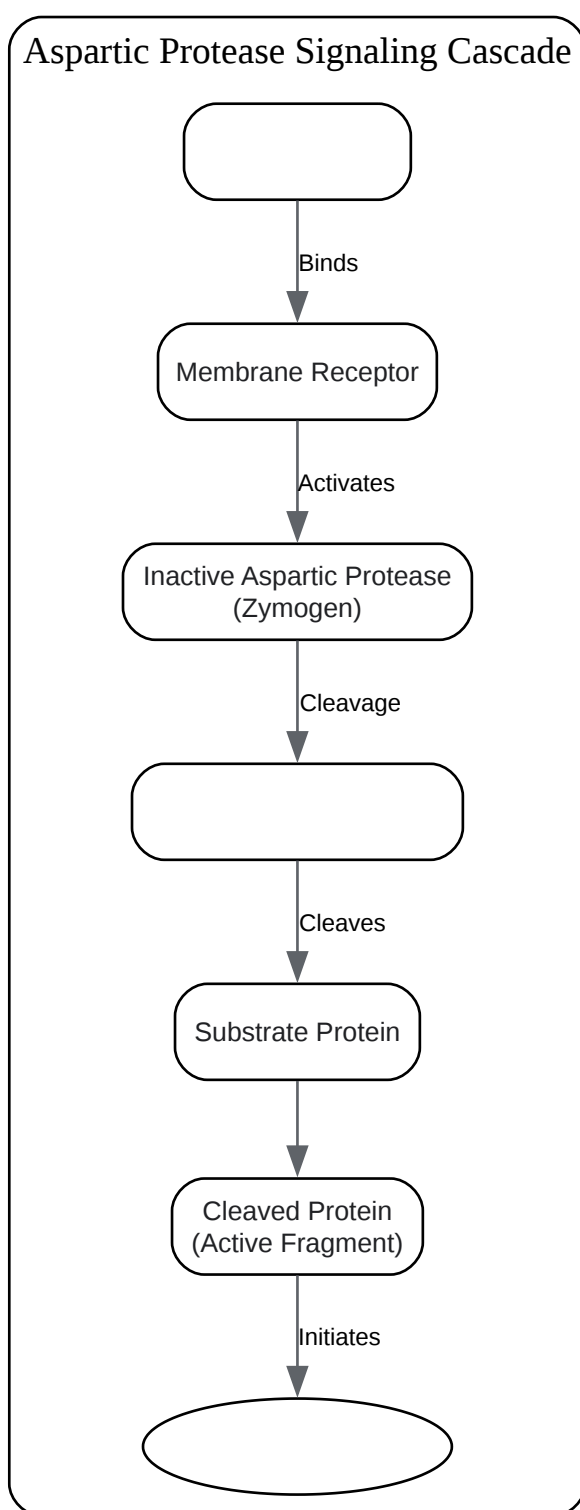 Aspartic Protease Signaling Cascade
Binds
Membrane Receptor
Activates
Inactive Aspartic Protease
(Zymogen)
Cleavage
Cleaves
Substrate Protein
Cleaved Protein
(Active Fragment)
Initiates